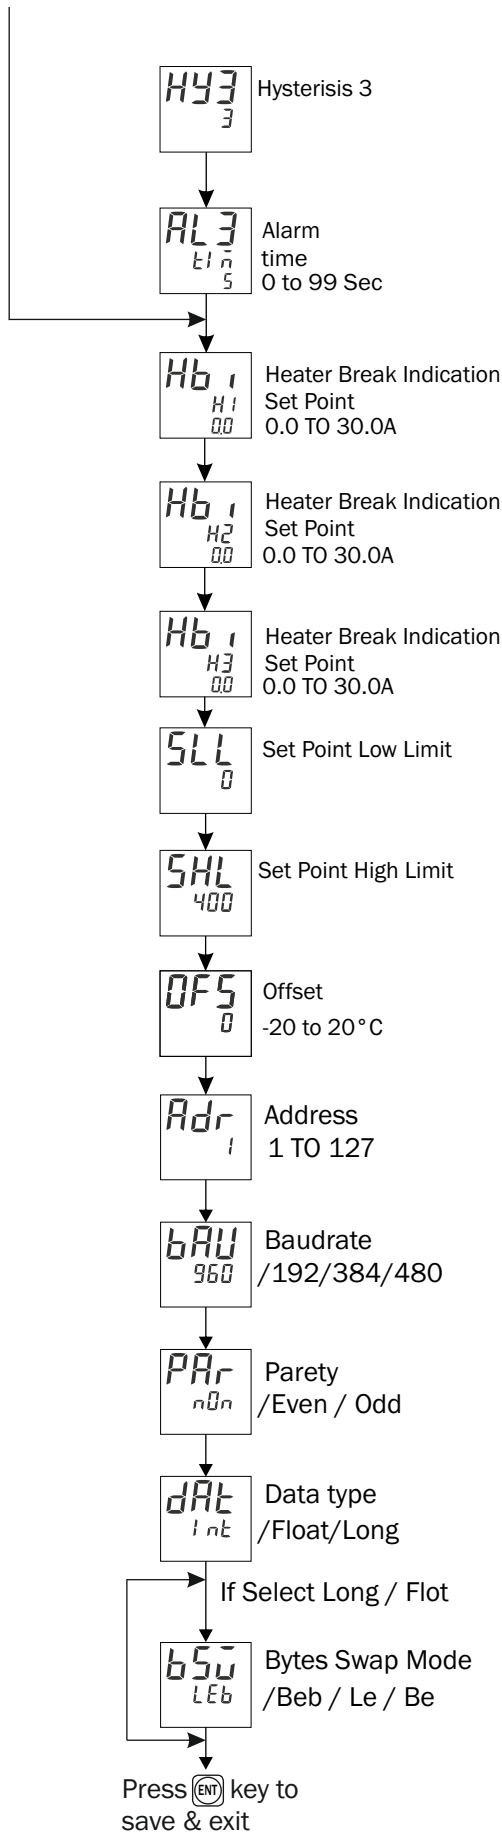 HY3
3
Hysterisis 3
AL3
tIM
5
Alarm
time
0 to 99 Sec
Hbi
H1
0.0
Heater Break Indication
Set Point
0.0 TO 30.0A
Hbi
H2
0.0
Heater Break Indication
Set Point
0.0 TO 30.0A
Hbi
H3
0.0
Heater Break Indication
Set Point
0.0 TO 30.0A
SLL
0
Set Point Low Limit
SHL
400
Set Point High Limit
OFS
0
Offset
-20 to 20°C
Adr
1
Address
1 TO 127
bAU
960
Baudrate
/192/384/480
PAr
nOn
Parety
/Even / Odd
dAt
Int
Data type
/Float/Long
If Select Long / Flot
bSW
LEb
Bytes Swap Mode
/Beb / Le / Be
Press ENT key to
save & exit